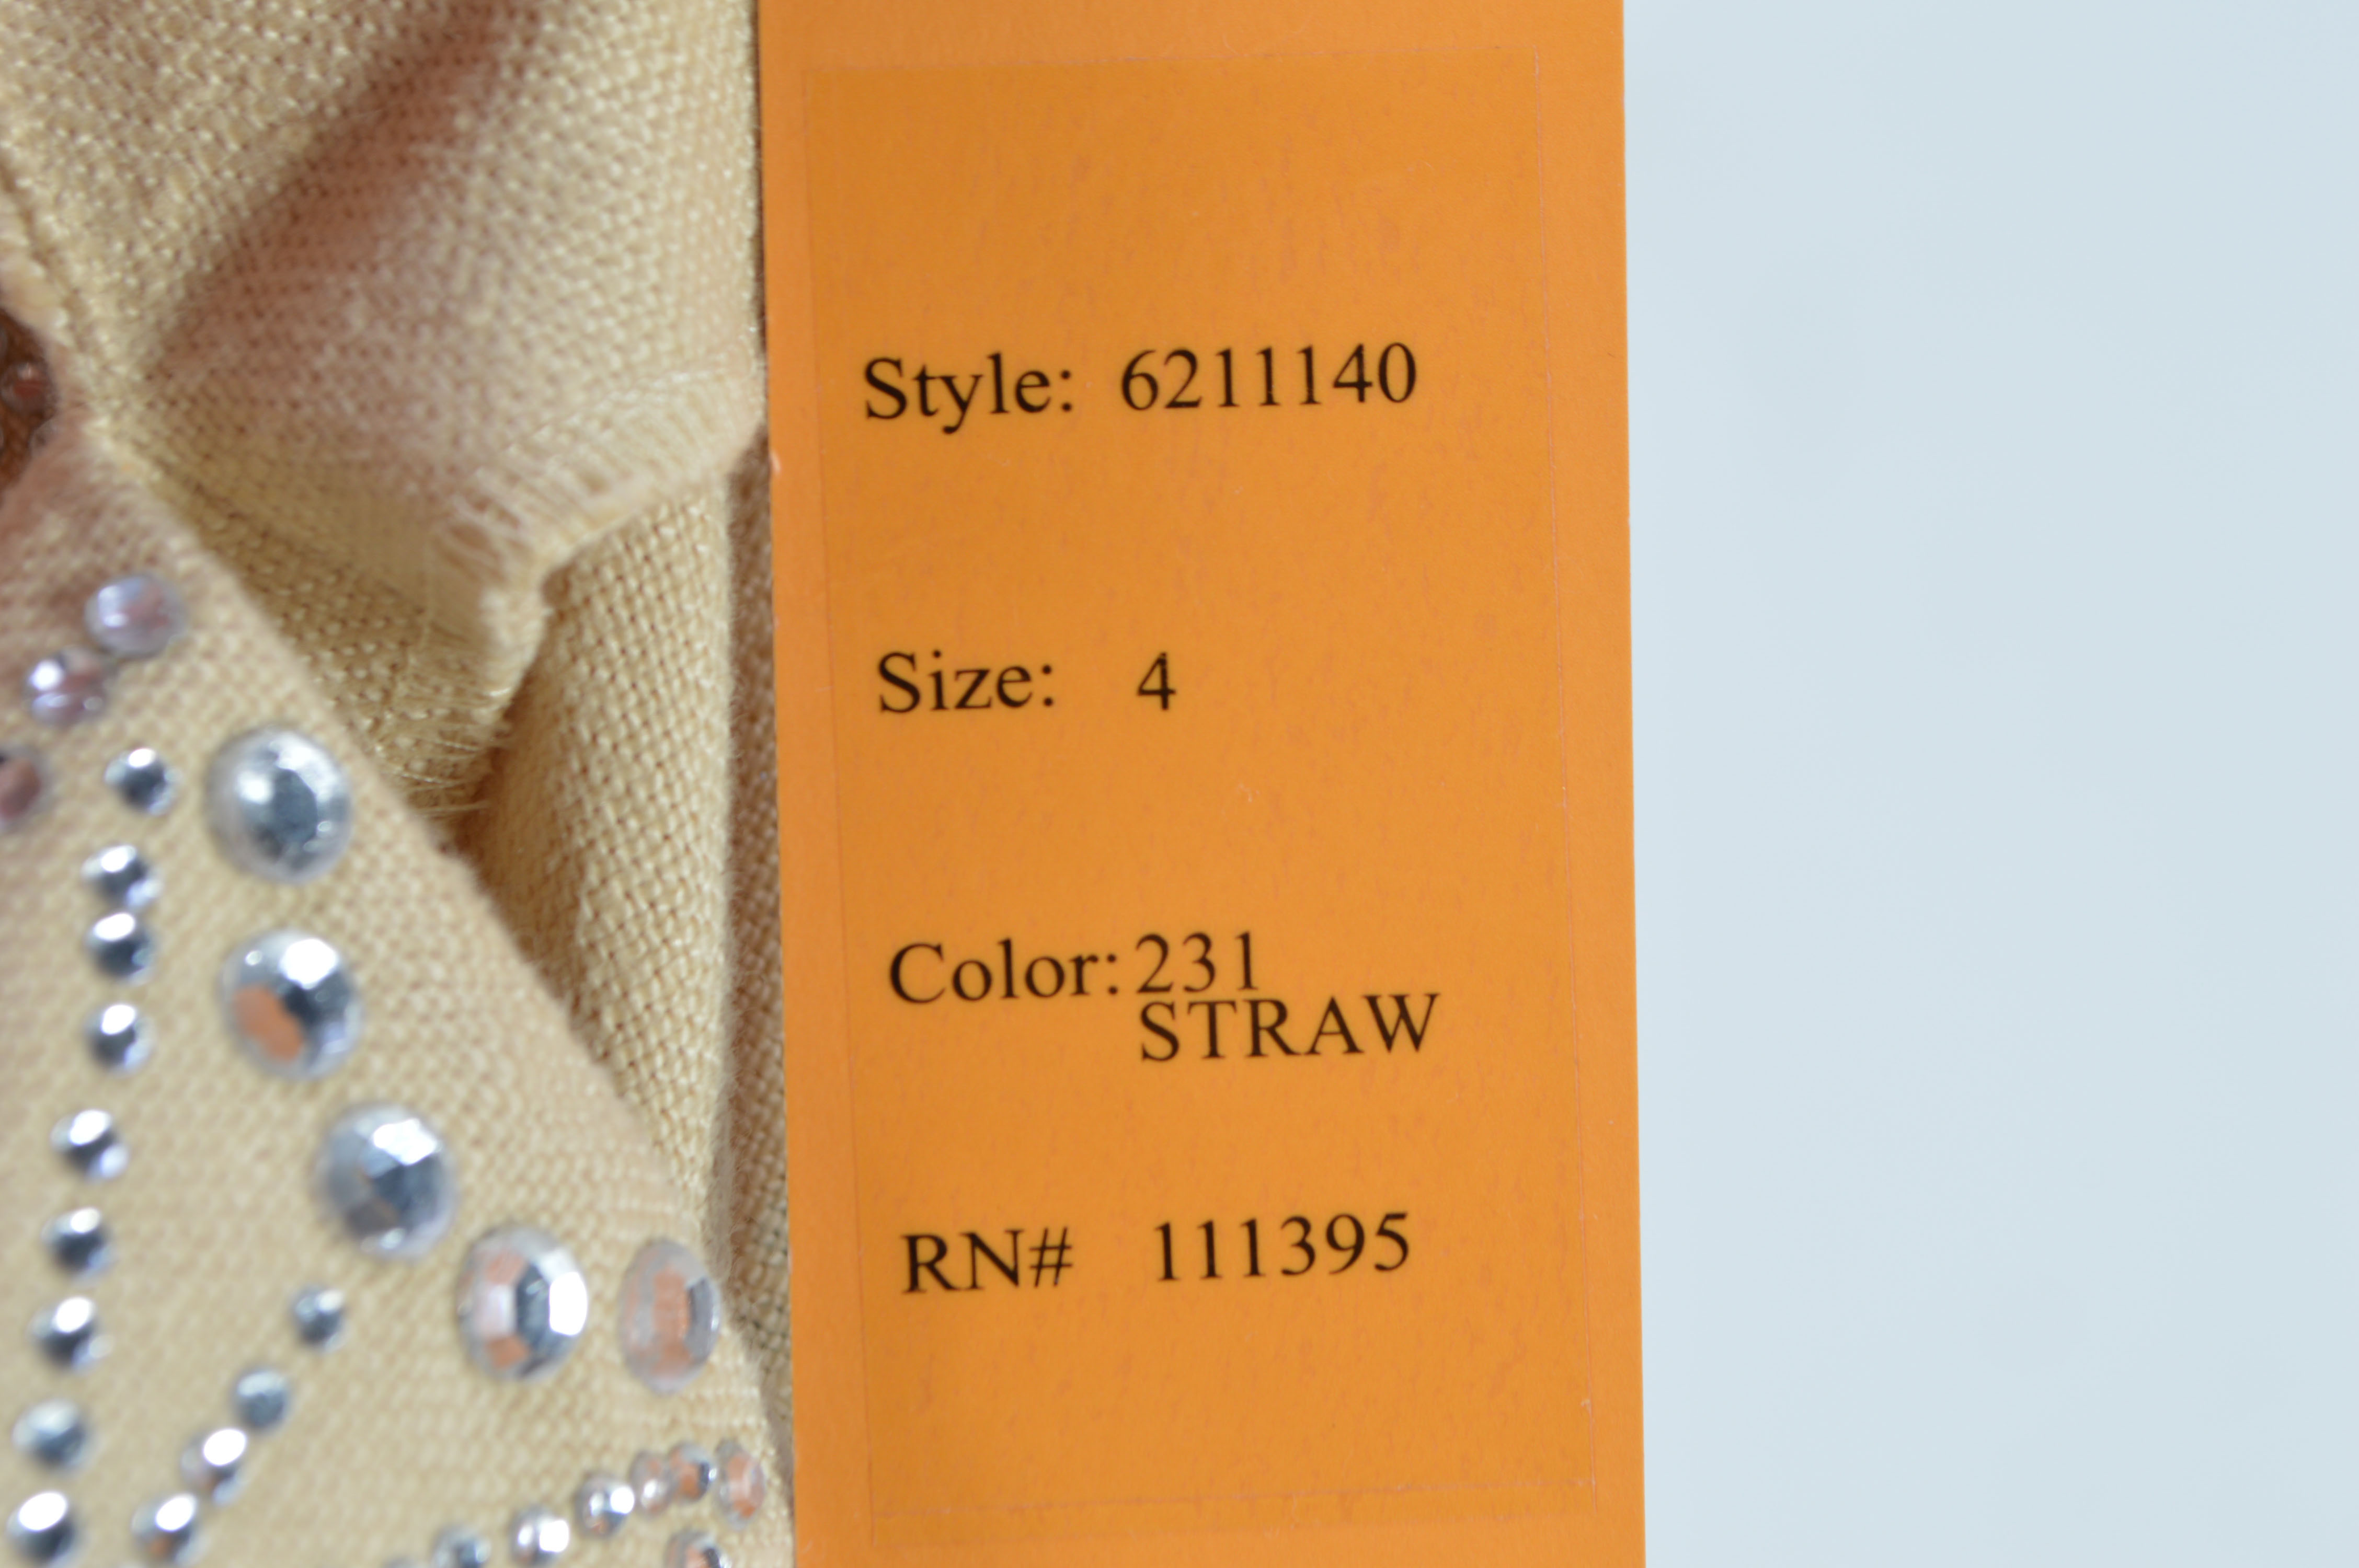 Style: 6211140
Size: 4
Color: 231
STRAW
RN# 111395